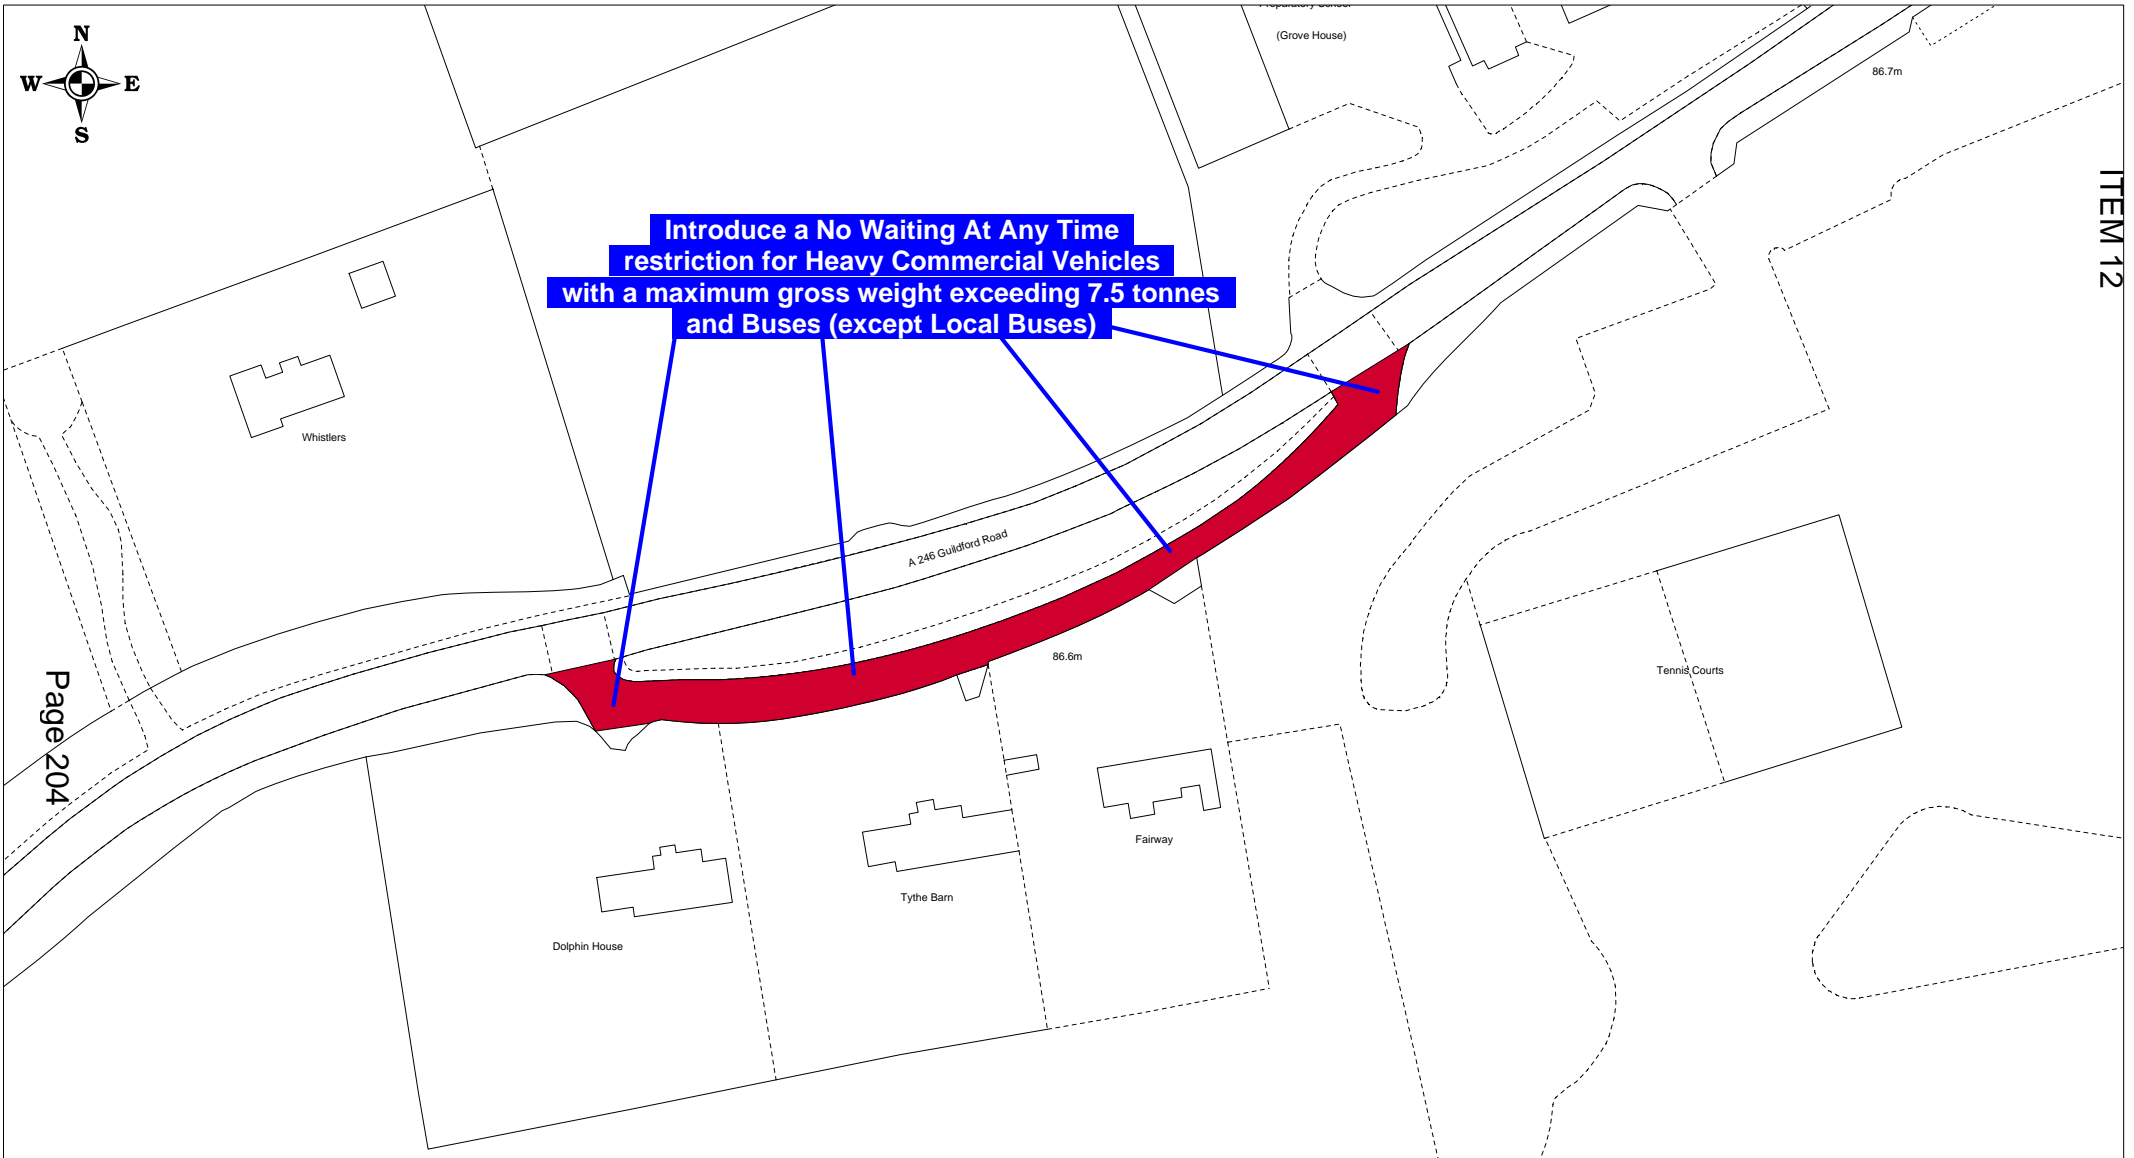 Preparatory School
(Grove House)
86.7m
N
W
E
S
ITEM 12
Introduce a No Waiting At Any Time
restriction for Heavy Commercial Vehicles
with a maximum gross weight exceeding 7.5 tonnes
and Buses (except Local Buses)
Whistlers
A 246 Guildford Road
86.6m
Tennis Courts
Page 204
Fairway
Tythe Barn
Dolphin House